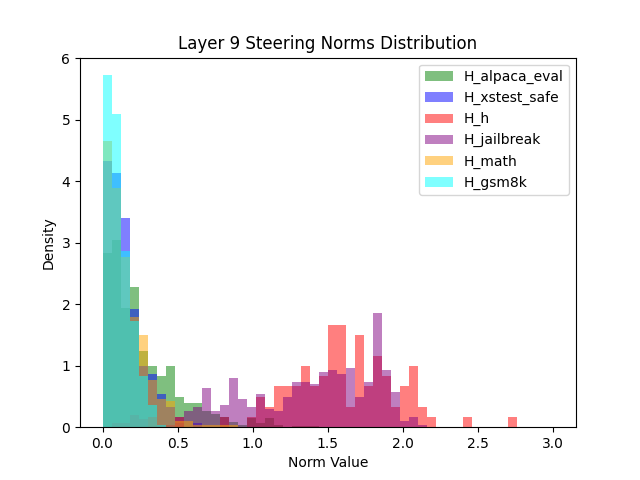 Layer 9 Steering Norms Distribution
H_alpaca_eval
H_xstest_safe
H_h
H_jailbreak
H_math
H_gsm8k
Density
6
5
4
3
2
1
0
0.0 0.5 1.0 1.5 2.0 2.5 3.0
Norm Value